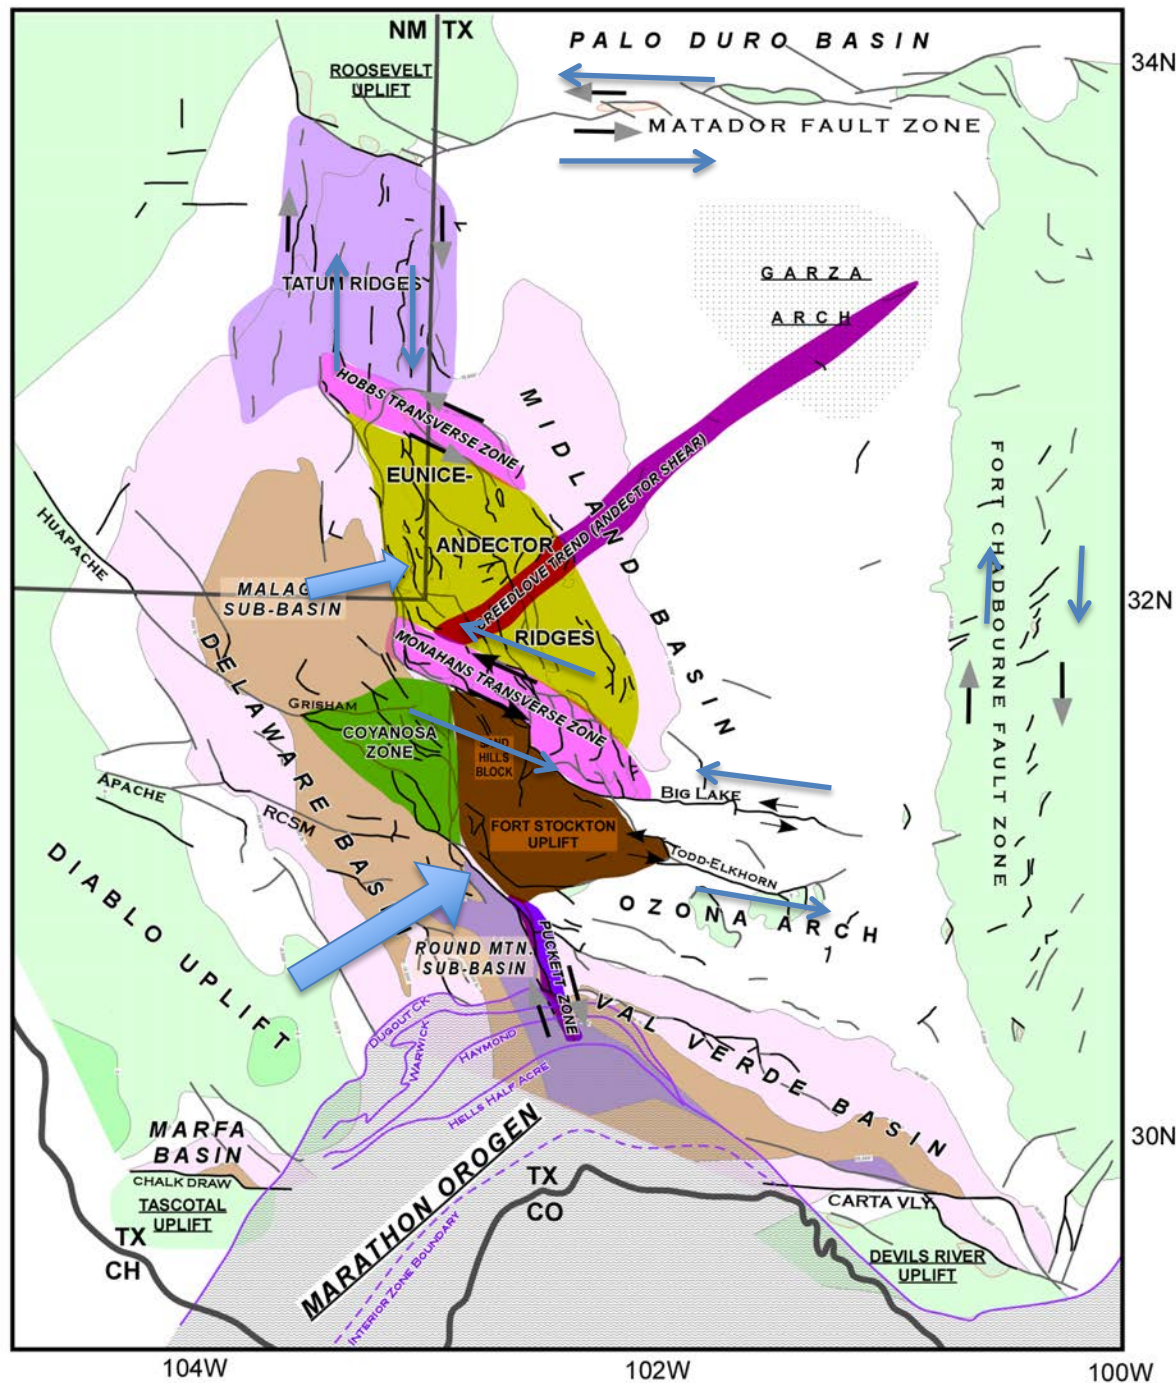 NM TX
PALO DURO BASIN
34N
ROOSEVELT
UPLIFT
MATADOR FAULT ZONE
TATUM RIDGES
GARZA
ARCH
HOBBS TRANSVERSE ZONE
MIDLAND BASIN
EUNICE-
ANDECTOR
RIDGES
CREEDLOVE TREND (ANDECTOR SHEAR)
FORT CHADBOURNE FAULT ZONE
HUAPACHE
MALAG
SUB-BASIN
32N
DELAWARE BAS
MONAHANS TRANSVERSE ZONE
GRISHAM
COYANOSA
ZONE
SAND
HILLS
BLOCK
BIG LAKE
APACHE
RCSM
FORT STOCKTON
UPLIFT
TODD-ELKHORN
DIABLO UPLIFT
OZONA ARCH
ROUND MTN.
SUB-BASIN
PUCKETT ZONE
DUGOUT CK
WARWICK
HAYMOND
HELLS HALF ACRE
VAL VERDE BASIN
30N
MARFA
BASIN
CHALK DRAW
TASCOTAL
UPLIFT
MARATHON OROGEN
INTERIOR ZONE BOUNDARY
TX
CO
CARTA VLY.
TX
CH
DEVILS RIVER
UPLIFT
104W
102W
100W